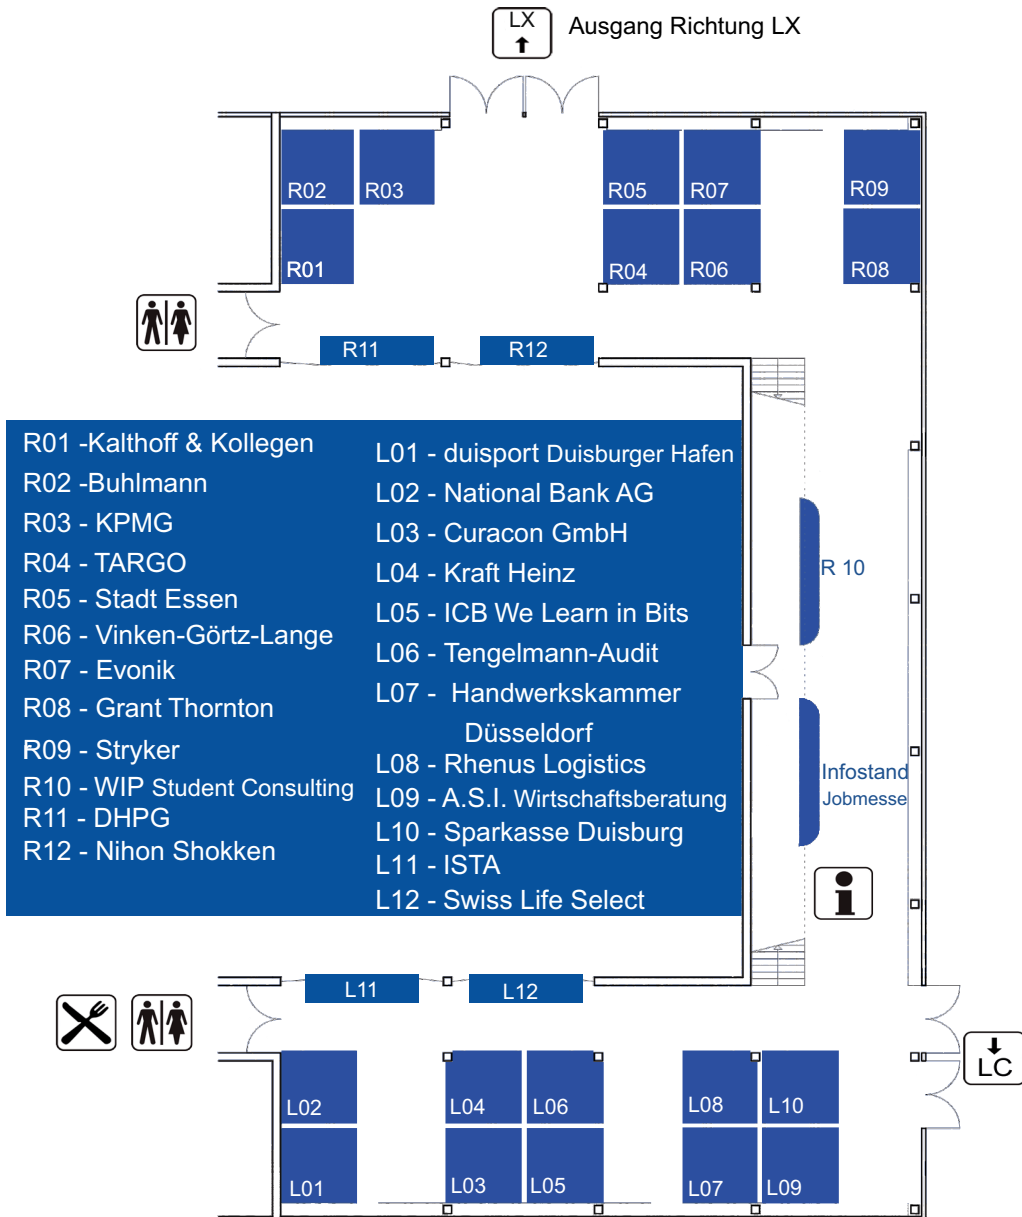 LX
Ausgang Richtung LX
R02
R03
R05
R07
R09
R01
R04
R06
R08
R11
R12
R01 -Kalthoff & Kollegen
R02 -Buhlmann
R03 - KPMG
R04 - TARGO
R05 - Stadt Essen
R06 - Vinken-Görtz-Lange
R07 - Evonik
R08 - Grant Thornton
R09 - Stryker
R10 - WIP Student Consulting
R11 - DHPG
R12 - Nihon Shokken
L01 - duisport Duisburger Hafen
L02 - National Bank AG
L03 - Curacon GmbH
L04 - Kraft Heinz
L05 - ICB We Learn in Bits
L06 - Tengelmann-Audit
L07 - Handwerkskammer
Düsseldorf
L08 - Rhenus Logistics
L09 - A.S.I. Wirtschaftsberatung
L10 - Sparkasse Duisburg
L11 - ISTA
L12 - Swiss Life Select
R 10
Infostand
Jobmesse
i
L11
L12
LC
L02
L04
L06
L08
L10
L01
L03
L05
L07
L09